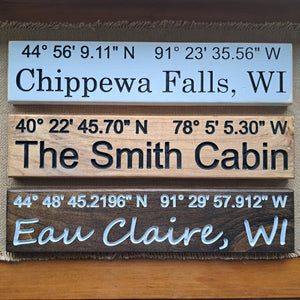 44° 56' 9.11" N 91° 23' 35.56" W
Chippewa Falls, WI
40° 22' 45.70" N 78° 5' 5.30" W
The Smith Cabin
44° 48' 45.2196" N 91° 29' 57.912" W
Eau Claire, WI